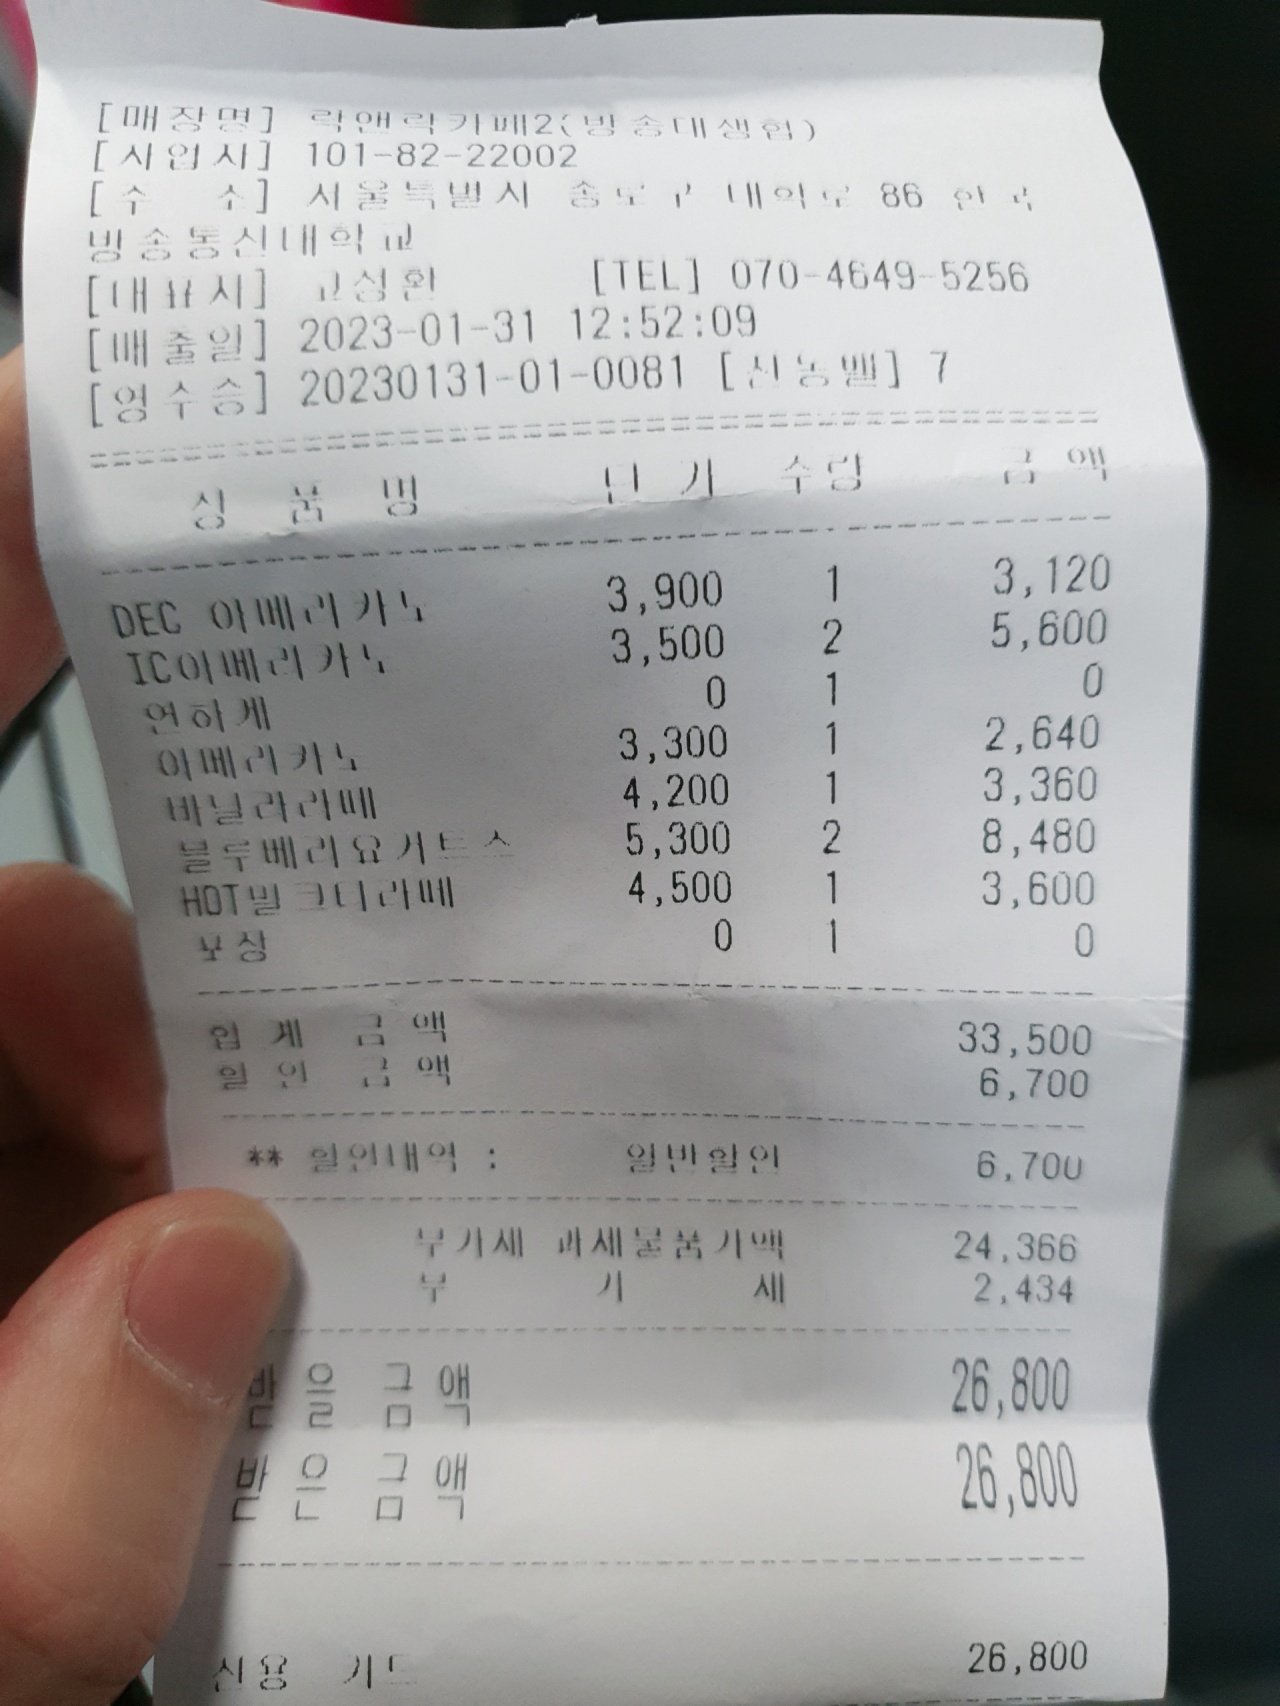 [매장명] 락앤락카페2(방송대생협)
[사업자] 101-82-22002
[주 소] 서울특별시 종로구 대학로 86 한국
방송통신대학교
[대표자] 고성환 [TEL] 070-4649-5256
[매출일] 2023-01-31 12:52:09
[영수증] 20230131-01-0081 [진동벨] 7
상 품 명 단 가 수량 금 액
DEC 아메리카노 3,900 1 3,120
IC아메리카노 3,500 2 5,600
연하게 0 1 0
아메리카노 3,300 1 2,640
바닐라라떼 4,200 1 3,360
블루베리요거트스 5,300 2 8,480
HOT밀크티라떼 4,500 1 3,600
포장 0 1 0
합 계 금 액 33,500
할 인 금 액 6,700
** 할인내역 : 일반할인 6,700
부가세 과세물품가액 24,366
부 가 세 2,434
받 을 금 액 26,800
받 은 금 액 26,800
신용 카드 26,800